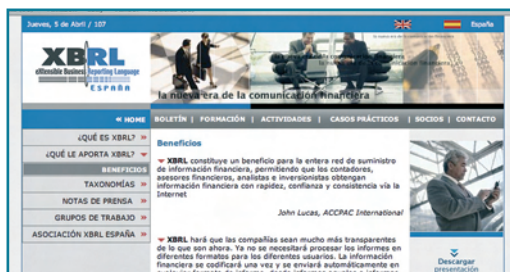 Jueves, 5 de Abril / 107
España
XBRL
eXtensible Business Reporting Language
ESPAÑA
la nueva era de la comunicación financiera
« HOME
BOLETÍN | FORMACIÓN | ACTIVIDADES | CASOS PRÁCTICOS | SOCIOS | CONTACTO
¿QUÉ ES XBRL? »
¿QUÉ LE APORTA XBRL?
BENEFICIOS
TAXONOMÍAS »
NOTAS DE PRENSA »
GRUPOS DE TRABAJO »
ASOCIACIÓN XBRL ESPAÑA »
Beneficios
XBRL constituye un beneficio para la entera red de suministro
de información financiera, permitiendo que los contadores,
asesores financieros, analistas e inversionistas obtengan
información financiera con rapidez, confianza y consistencia vía la
Internet
John Lucas, ACCPAC International
XBRL hará que las compañías sean mucho más transparentes
de lo que son ahora. Ya no se necesitará procesar los informes en
diferentes formatos para los diferentes usuarios. La información
financiera se codificará una vez y se enviará automáticamente en
Descargar
presentación